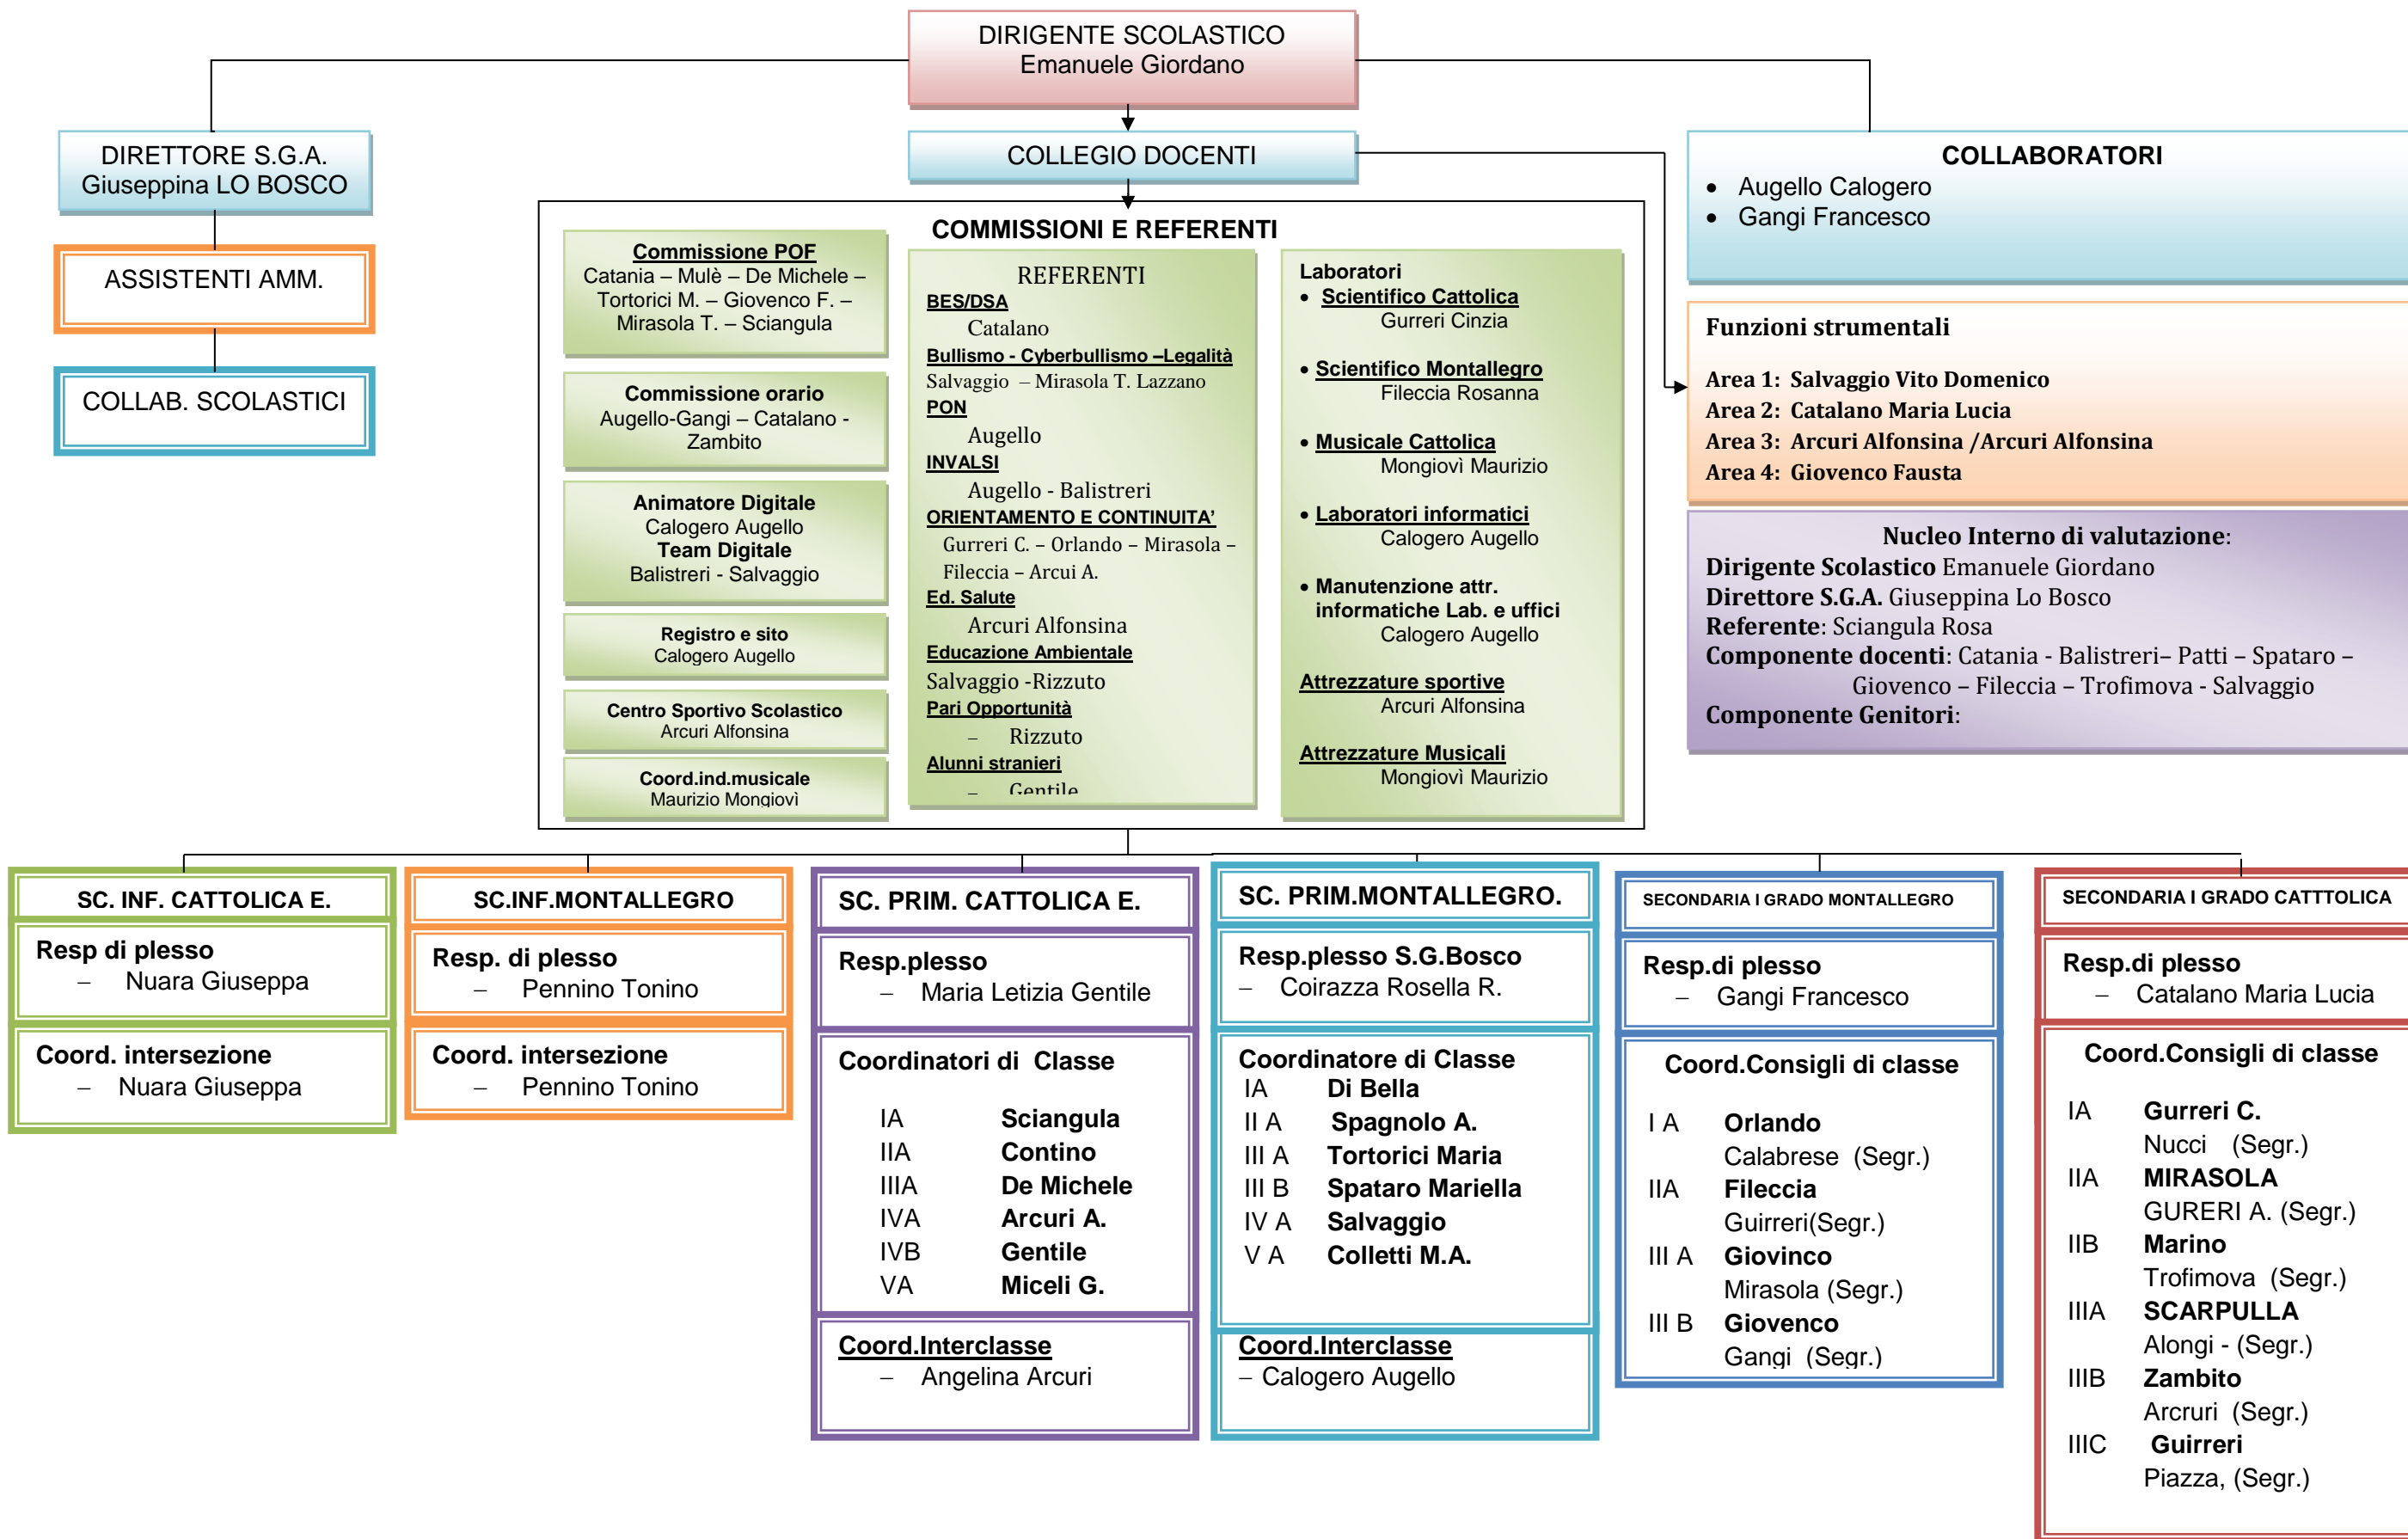 DIRIGENTE SCOLASTICO
Emanuele Giordano
DIRETTORE S.G.A.
Giuseppina LO BOSCO
ASSISTENTI AMM.
COLLAB. SCOLASTICI
COLLEGIO DOCENTI
COLLABORATORI
• Augello Calogero
• Gangi Francesco
COMMISSIONI E REFERENTI
Commissione POF
Catania – Mulè – De Michele –
Tortorici M. – Giovenco F. –
Mirasola T. – Sciangula
Commissione orario
Augello-Gangi – Catalano -
Zambito
Animatore Digitale
Calogero Augello
Team Digitale
Balistreri - Salvaggio
Registro e sito
Calogero Augello
Centro Sportivo Scolastico
Arcuri Alfonsina
Coord.ind.musicale
Maurizio Mongiovì
REFERENTI
BES/DSA
Catalano
Bullismo - Cyberbullismo –Legalità
Salvaggio – Mirasola T. Lazzano
PON
Augello
INVALSI
Augello - Balistreri
ORIENTAMENTO E CONTINUITA’
Gurreri C. – Orlando – Mirasola –
Fileccia – Arcui A.
Ed. Salute
Arcuri Alfonsina
Educazione Ambientale
Salvaggio -Rizzuto
Pari Opportunità
– Rizzuto
Alunni stranieri
– Gentile
Laboratori
• Scientifico Cattolica
Gurreri Cinzia
• Scientifico Montallegro
Fileccia Rosanna
• Musicale Cattolica
Mongiovì Maurizio
• Laboratori informatici
Calogero Augello
• Manutenzione attr.
informatiche Lab. e uffici
Calogero Augello
Attrezzature sportive
Arcuri Alfonsina
Attrezzature Musicali
Mongiovì Maurizio
Funzioni strumentali
Area 1: Salvaggio Vito Domenico
Area 2: Catalano Maria Lucia
Area 3: Arcuri Alfonsina /Arcuri Alfonsina
Area 4: Giovenco Fausta
Nucleo Interno di valutazione:
Dirigente Scolastico Emanuele Giordano
Direttore S.G.A. Giuseppina Lo Bosco
Referente: Sciangula Rosa
Componente docenti: Catania - Balistreri– Patti – Spataro –
Giovenco – Fileccia – Trofimova - Salvaggio
Componente Genitori:
SC. INF. CATTOLICA E.
Resp di plesso
– Nuara Giuseppa
Coord. intersezione
– Nuara Giuseppa
SC.INF.MONTALLEGRO
Resp. di plesso
– Pennino Tonino
Coord. intersezione
– Pennino Tonino
SC. PRIM. CATTOLICA E.
Resp.plesso
– Maria Letizia Gentile
Coordinatori di Classe
IA Sciangula
IIA Contino
IIIA De Michele
IVA Arcuri A.
IVB Gentile
VA Miceli G.
Coord.Interclasse
– Angelina Arcuri
SC. PRIM.MONTALLEGRO.
Resp.plesso S.G.Bosco
– Coirazza Rosella R.
Coordinatore di Classe
IA Di Bella
II A Spagnolo A.
III A Tortorici Maria
III B Spataro Mariella
IV A Salvaggio
V A Colletti M.A.
Coord.Interclasse
– Calogero Augello
SECONDARIA I GRADO MONTALLEGRO
Resp.di plesso
– Gangi Francesco
Coord.Consigli di classe
I A Orlando
Calabrese (Segr.)
IIA Fileccia
Guirreri(Segr.)
III A Giovinco
Mirasola (Segr.)
III B Giovenco
Gangi (Segr.)
SECONDARIA I GRADO CATTTOLICA
Resp.di plesso
– Catalano Maria Lucia
Coord.Consigli di classe
IA Gurreri C.
Nucci (Segr.)
IIA MIRASOLA
GURERI A. (Segr.)
IIB Marino
Trofimova (Segr.)
IIIA SCARPULLA
Alongi - (Segr.)
IIIB Zambito
Arcruri (Segr.)
IIIC Guirreri
Piazza, (Segr.)